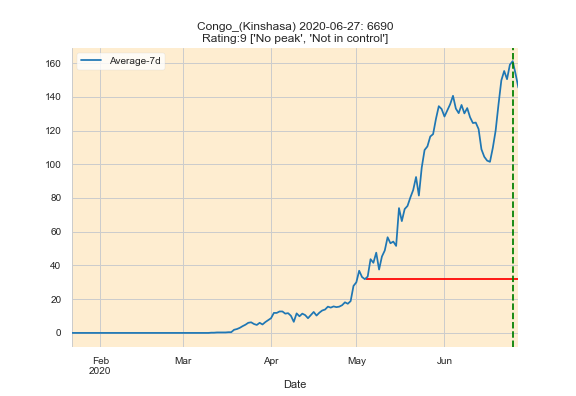 Congo_(Kinshasa) 2020-06-27: 6690
Rating:9 ['No peak', 'Not in control']
Average-7d
160
140
120
100
80
60
40
20
0
Feb
2020
Mar
Apr
May
Jun
Date